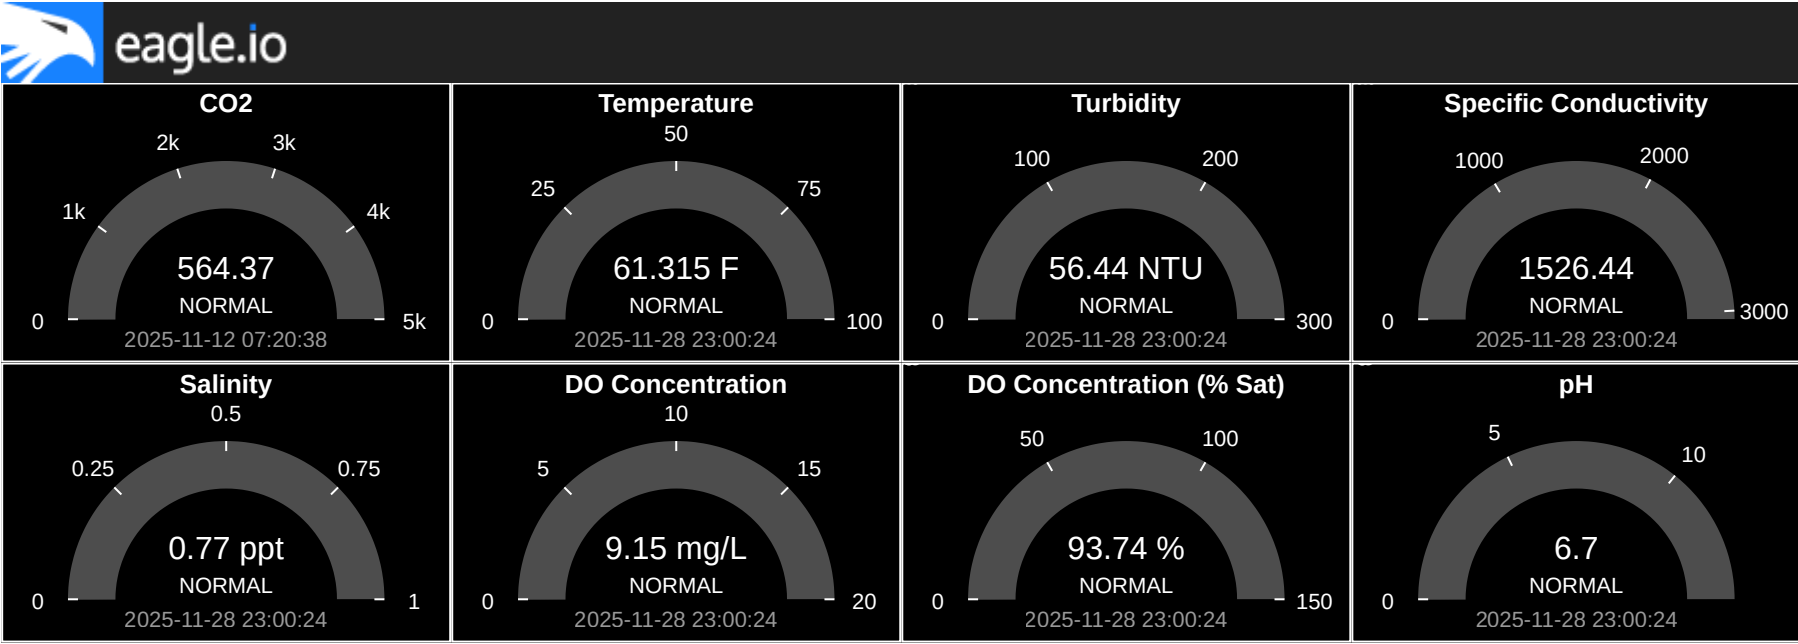 eagle.io
CO2
2k
3k
1k
4k
564.37
NORMAL
0
5k
2025-11-12 07:20:38
Temperature
50
25
75
61.315 F
NORMAL
0
100
2025-11-28 23:00:24
Turbidity
100
200
56.44 NTU
NORMAL
0
300
2025-11-28 23:00:24
Specific Conductivity
1000
2000
1526.44
NORMAL
0
3000
2025-11-28 23:00:24
Salinity
0.5
0.25
0.75
0.77 ppt
NORMAL
0
1
2025-11-28 23:00:24
DO Concentration
10
5
15
9.15 mg/L
NORMAL
0
20
2025-11-28 23:00:24
DO Concentration (% Sat)
50
100
93.74 %
NORMAL
0
150
2025-11-28 23:00:24
pH
5
10
6.7
NORMAL
0
2025-11-28 23:00:24